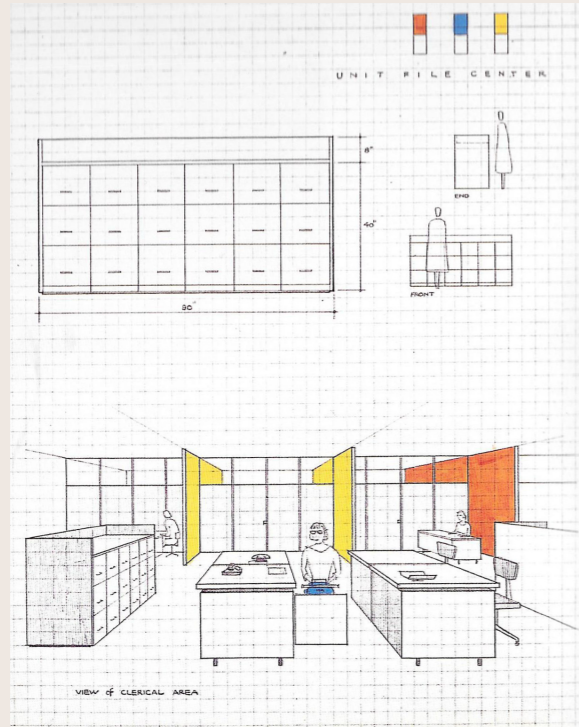 UNIT FILE CENTER
8"
40"
80"
END
FRONT
VIEW of CLERICAL AREA